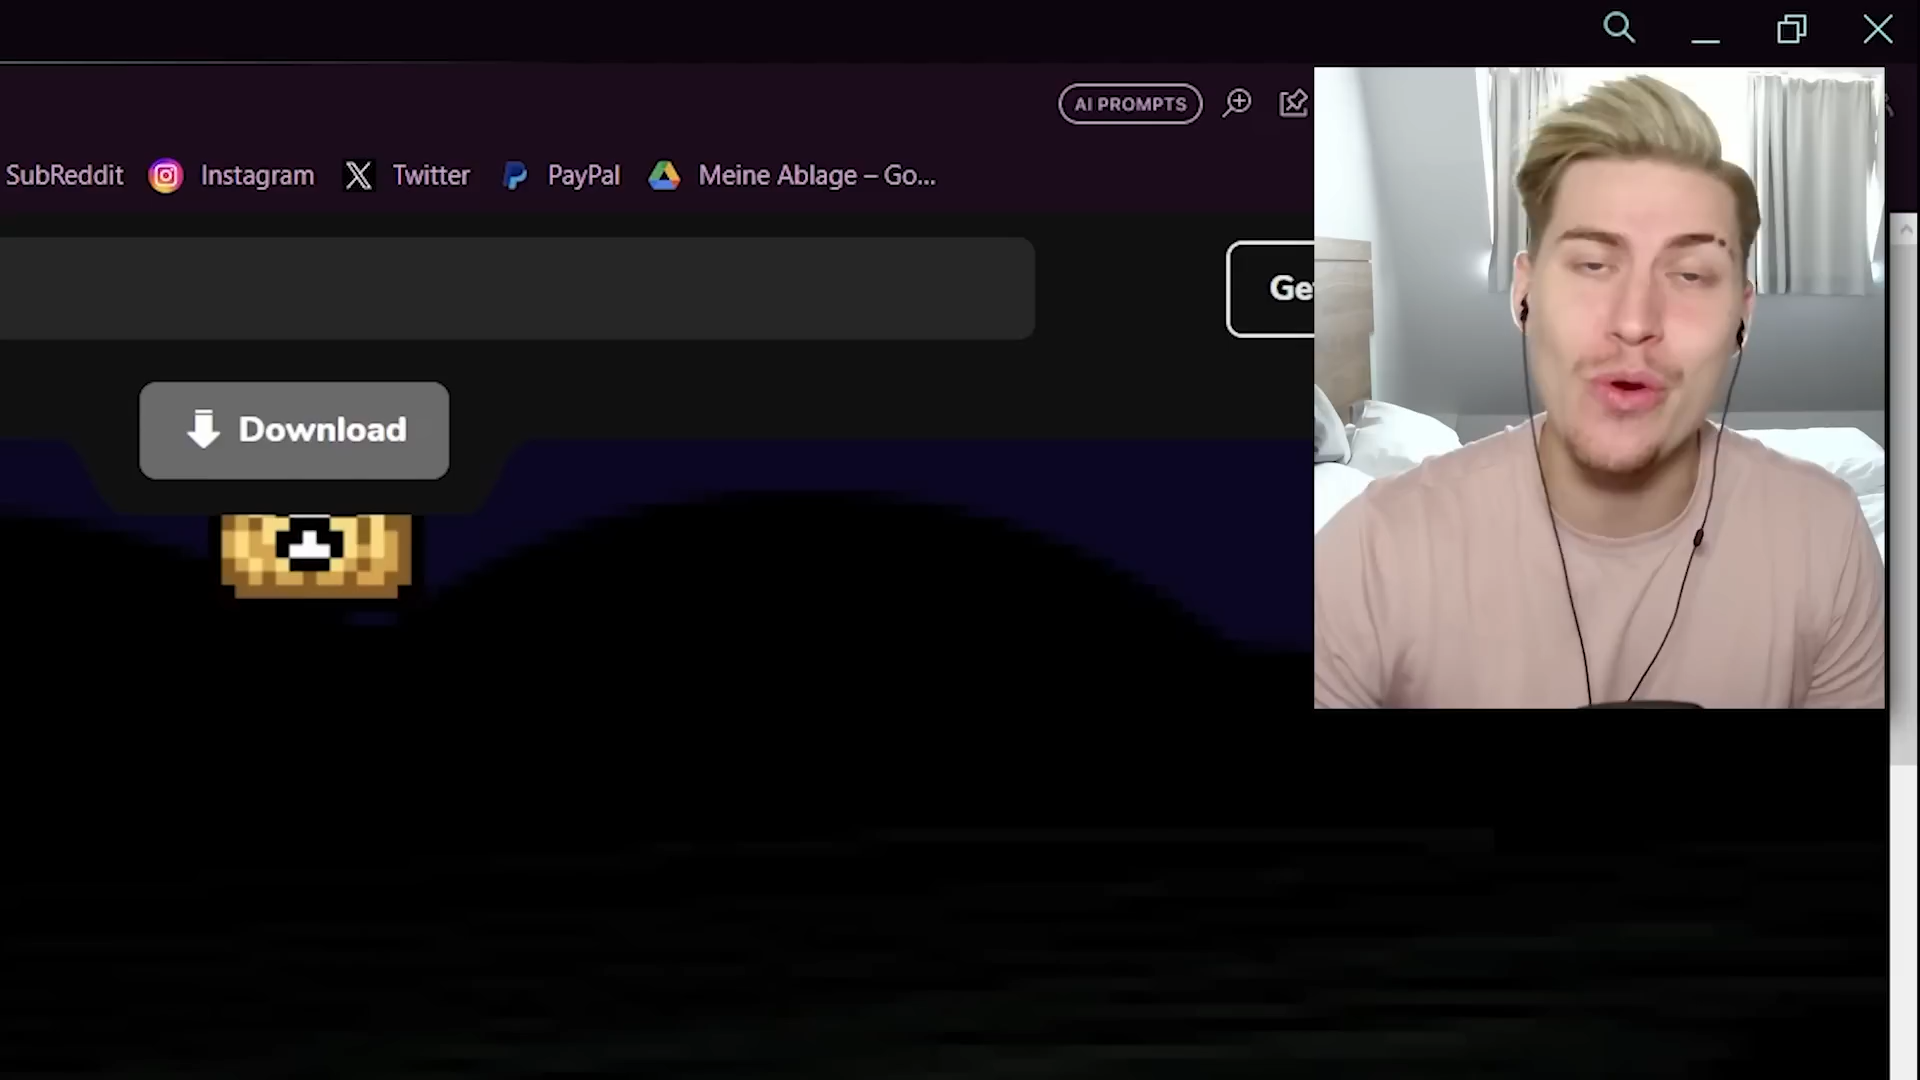 AI PROMPTS
SubReddit Instagram Twitter PayPal Meine Ablage – Go...
Ge
Download